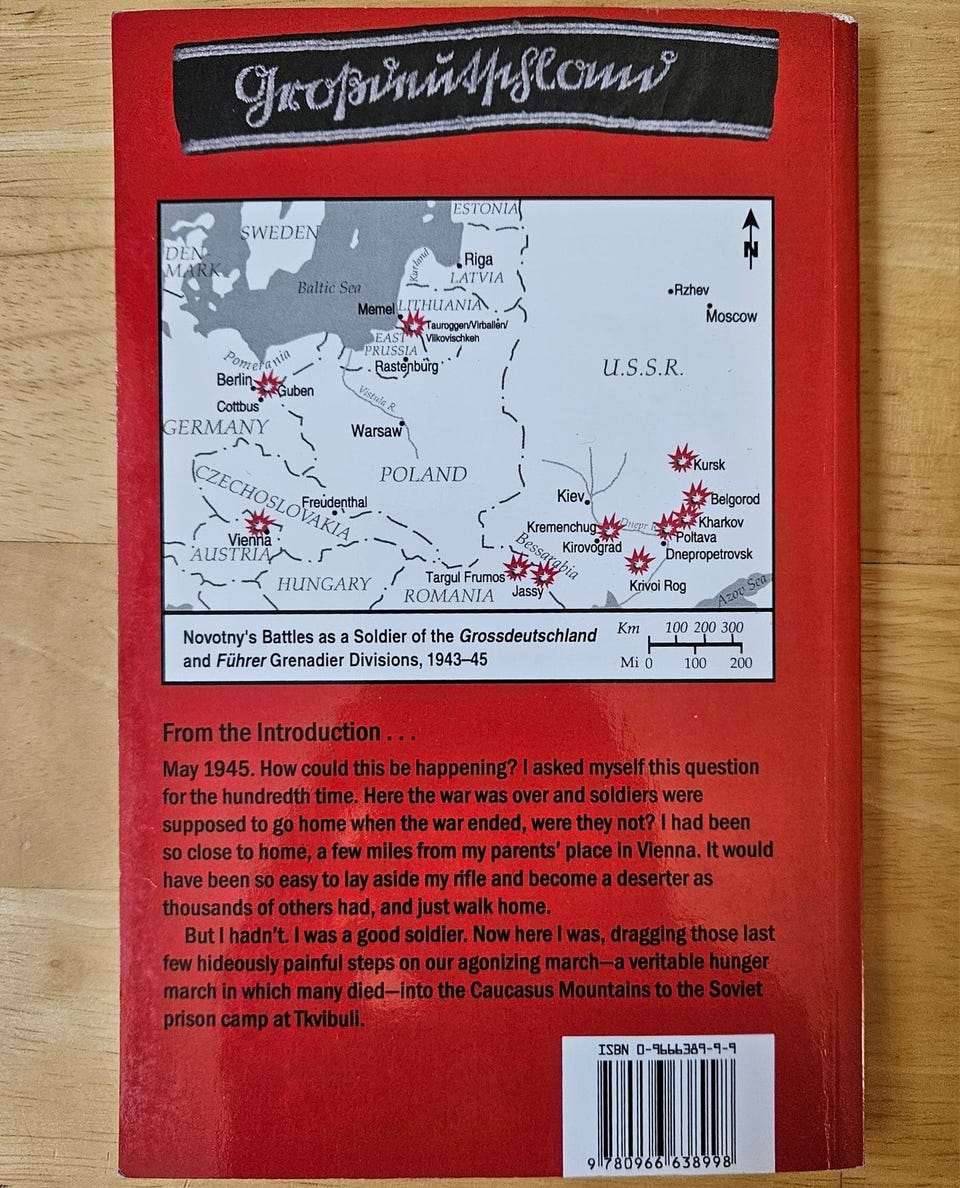 Großdeutschland
ESTONIA
SWEDEN
DEN
MARK
Riga
Kurland
LATVIA
Baltic Sea
Rzhev
Memel
LITHUANIA
Moscow
Tauroggen/Virballen/
Vilkovischkeh
EAST
PRUSSIA
Rastenburg
Pomerania
U.S.S.R.
Berlin
Guben
Cottbus
Vistula R.
GERMANY
Warsaw
POLAND
Kursk
CZECHOSLOVAKIA
Freudenthal
Kiev
Belgorod
Kharkov
Kremenchug
Dnepr R.
Poltava
Vienna
Kirovograd
Dnepropetrovsk
AUSTRIA
Bessarabia
HUNGARY
Targul Frumos
Jassy
ROMANIA
Krivoi Rog
Azov Sea
N
Novotny's Battles as a Soldier of the Grossdeutschland
and Führer Grenadier Divisions, 1943–45
Km 100 200 300
Mi 0 100 200
From the Introduction . . .
May 1945. How could this be happening? I asked myself this question
for the hundredth time. Here the war was over and soldiers were
supposed to go home when the war ended, were they not? I had been
so close to home, a few miles from my parents' place in Vienna. It would
have been so easy to lay aside my rifle and become a deserter as
thousands of others had, and just walk home.
But I hadn't. I was a good soldier. Now here I was, dragging those last
few hideously painful steps on our agonizing march—a veritable hunger
march in which many died—into the Caucasus Mountains to the Soviet
prison camp at Tkvibuli.
ISBN 0-9666389-9-9
9 780966 638998